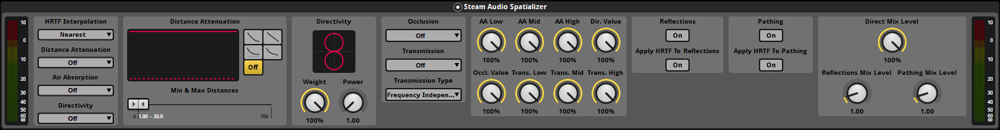 Steam Audio Spatializer
10
0
10
20
30
40
50
60
∞
HRTF Interpolation
Nearest
Distance Attenuation
Off
Air Absorption
Off
Directivity
Off
Distance Attenuation
Off
Min & Max Distances
0 1.00 - 20.0 10k
Directivity
Weight Power
100% 1.00
Occlusion
Off
Transmission
Off
Transmission Type
Frequency Indepen...
AA Low AA Mid AA High Dir. Value
100% 100% 100% 100%
Occl. Value Trans. Low Trans. Mid Trans. High
100% 100% 100% 100%
Reflections
On
Apply HRTF To Reflections
On
Pathing
On
Apply HRTF To Pathing
On
Direct Mix Level
100%
Reflections Mix Level Pathing Mix Level
1.00 1.00
10
0
10
20
30
40
50
60
∞